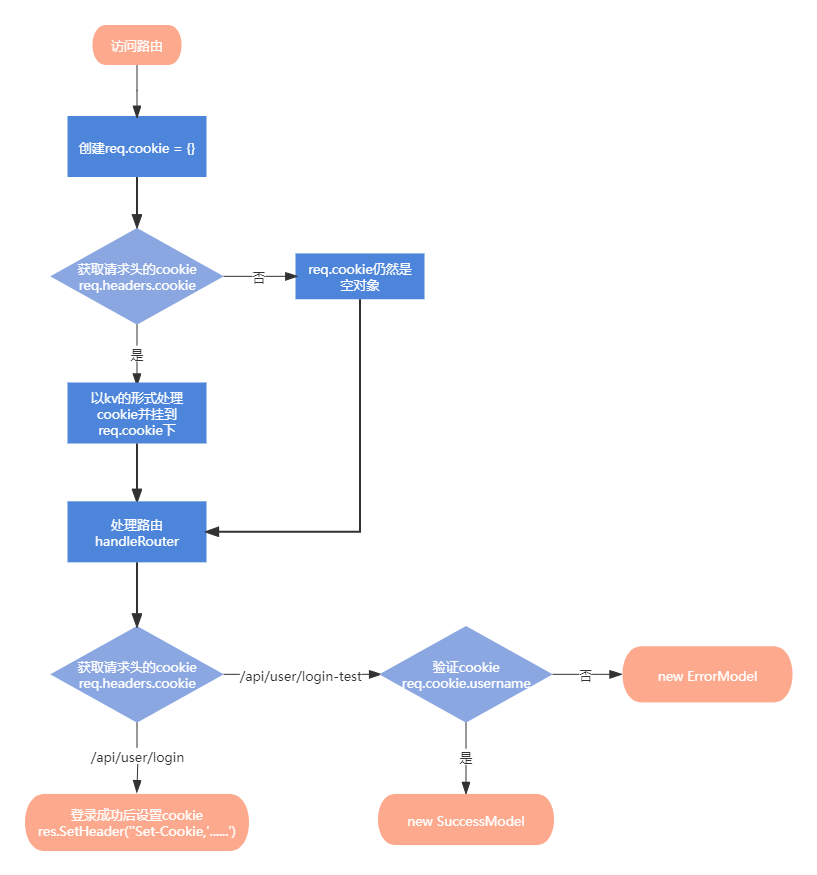 访问路由
创建req.cookie = {}
获取请求头的cookie
req.headers.cookie
否
req.cookie仍然是
空对象
是
以kv的形式处理
cookie并挂到
req.cookie下
处理路由
handleRouter
获取请求头的cookie
req.headers.cookie
/api/user/login-test
验证cookie
req.cookie.username
否
new ErrorModel
/api/user/login
是
登录成功后设置cookie
res.SetHeader("Set-Cookie,'......')
new SuccessModel